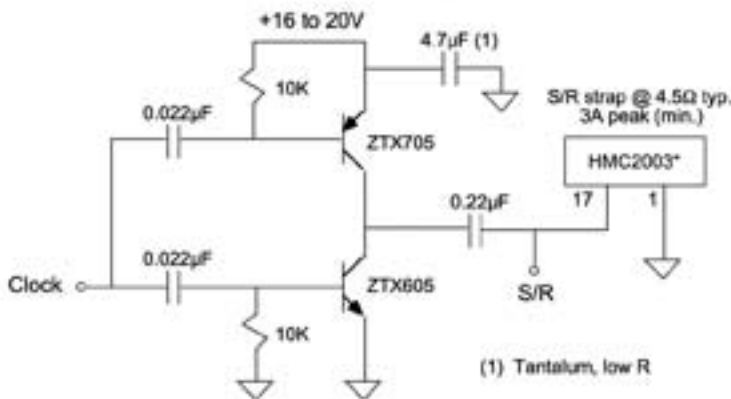 +16 to 20V
4.7µF (1)
10K
S/R strap @ 4.5Ω typ.
3A peak (min.)
0.022µF
ZTX705
HMC2003*
17
1
0.22µF
0.022µF
Clock
ZTX605
S/R
10K
(1) Tantalum, low R